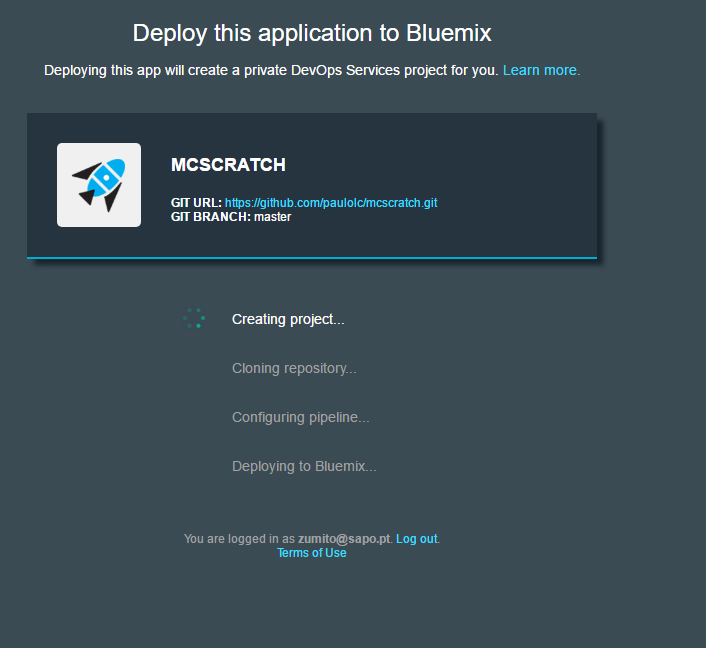 Deploy this application to Bluemix
Deploying this app will create a private DevOps Services project for you. Learn more.
MCSCRATCH
GIT URL: https://github.com/paulolc/mcscratch.git
GIT BRANCH: master
Creating project...
Cloning repository...
Configuring pipeline...
Deploying to Bluemix...
You are logged in as zumito@sapo.pt. Log out.
Terms of Use